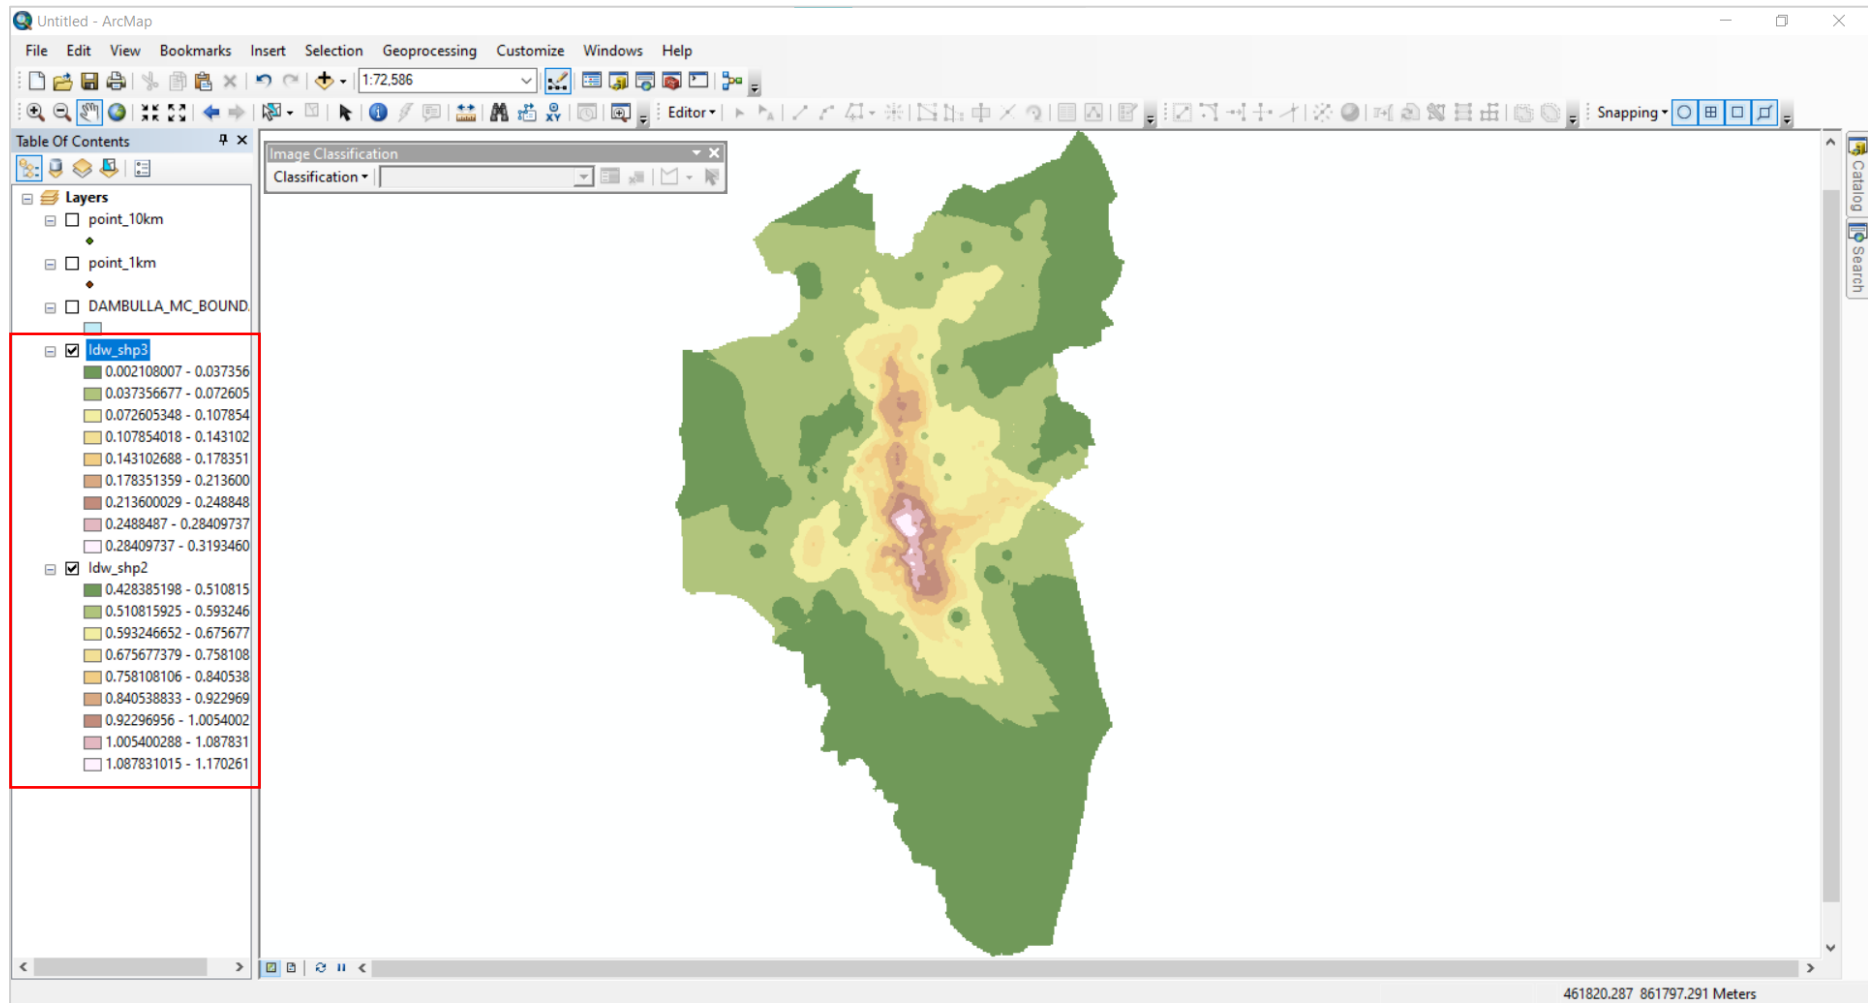 Untitled - ArcMap
File Edit View Bookmarks Insert Selection Geoprocessing Customize Windows Help
1:72,586
Editor
Snapping
Table Of Contents
Image Classification
Classification
Layers
point_10km
point_1km
DAMBULLA_MC_BOUND.
Idw_shp3
0.002108007 - 0.037356
0.037356677 - 0.072605
0.072605348 - 0.107854
0.107854018 - 0.143102
0.143102688 - 0.178351
0.178351359 - 0.213600
0.213600029 - 0.248848
0.2488487 - 0.28409737
0.28409737 - 0.3193460
Idw_shp2
0.428385198 - 0.510815
0.510815925 - 0.593246
0.593246652 - 0.675677
0.675677379 - 0.758108
0.758108106 - 0.840538
0.840538833 - 0.922969
0.92296956 - 1.0054002
1.005400288 - 1.087831
1.087831015 - 1.170261
Catalog
Search
461820.287 861797.291 Meters